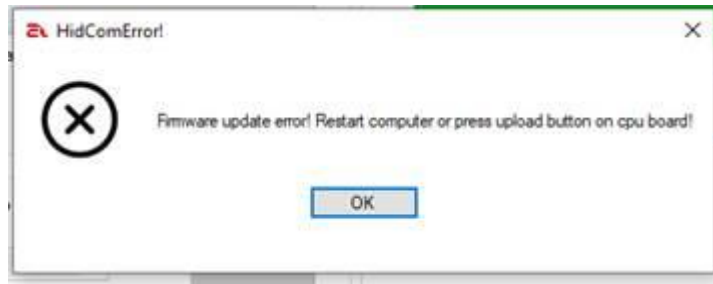 HidComError!
Firmware update error! Restart computer or press upload button on cpu board!
OK